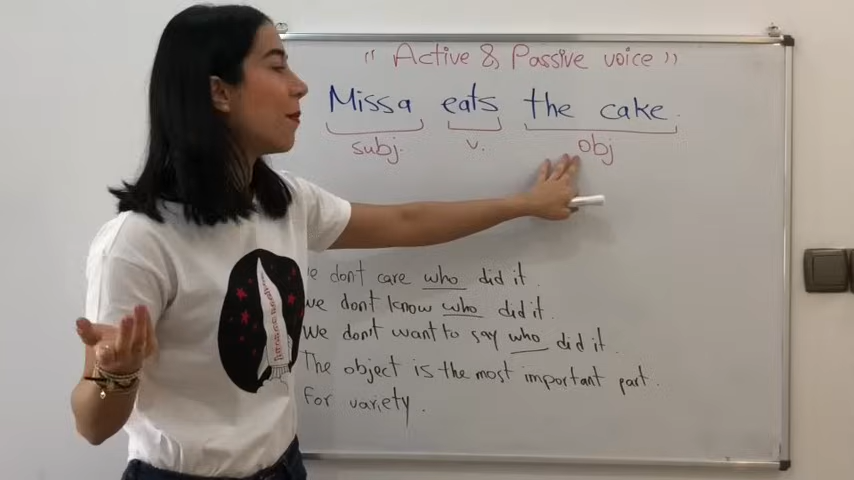 " Active & Passive voice "
Missa eats the cake.
subj. v. obj
we don't care who did it.
we don't know who did it.
We don't want to say who did it.
The object is the most important part.
For variety.